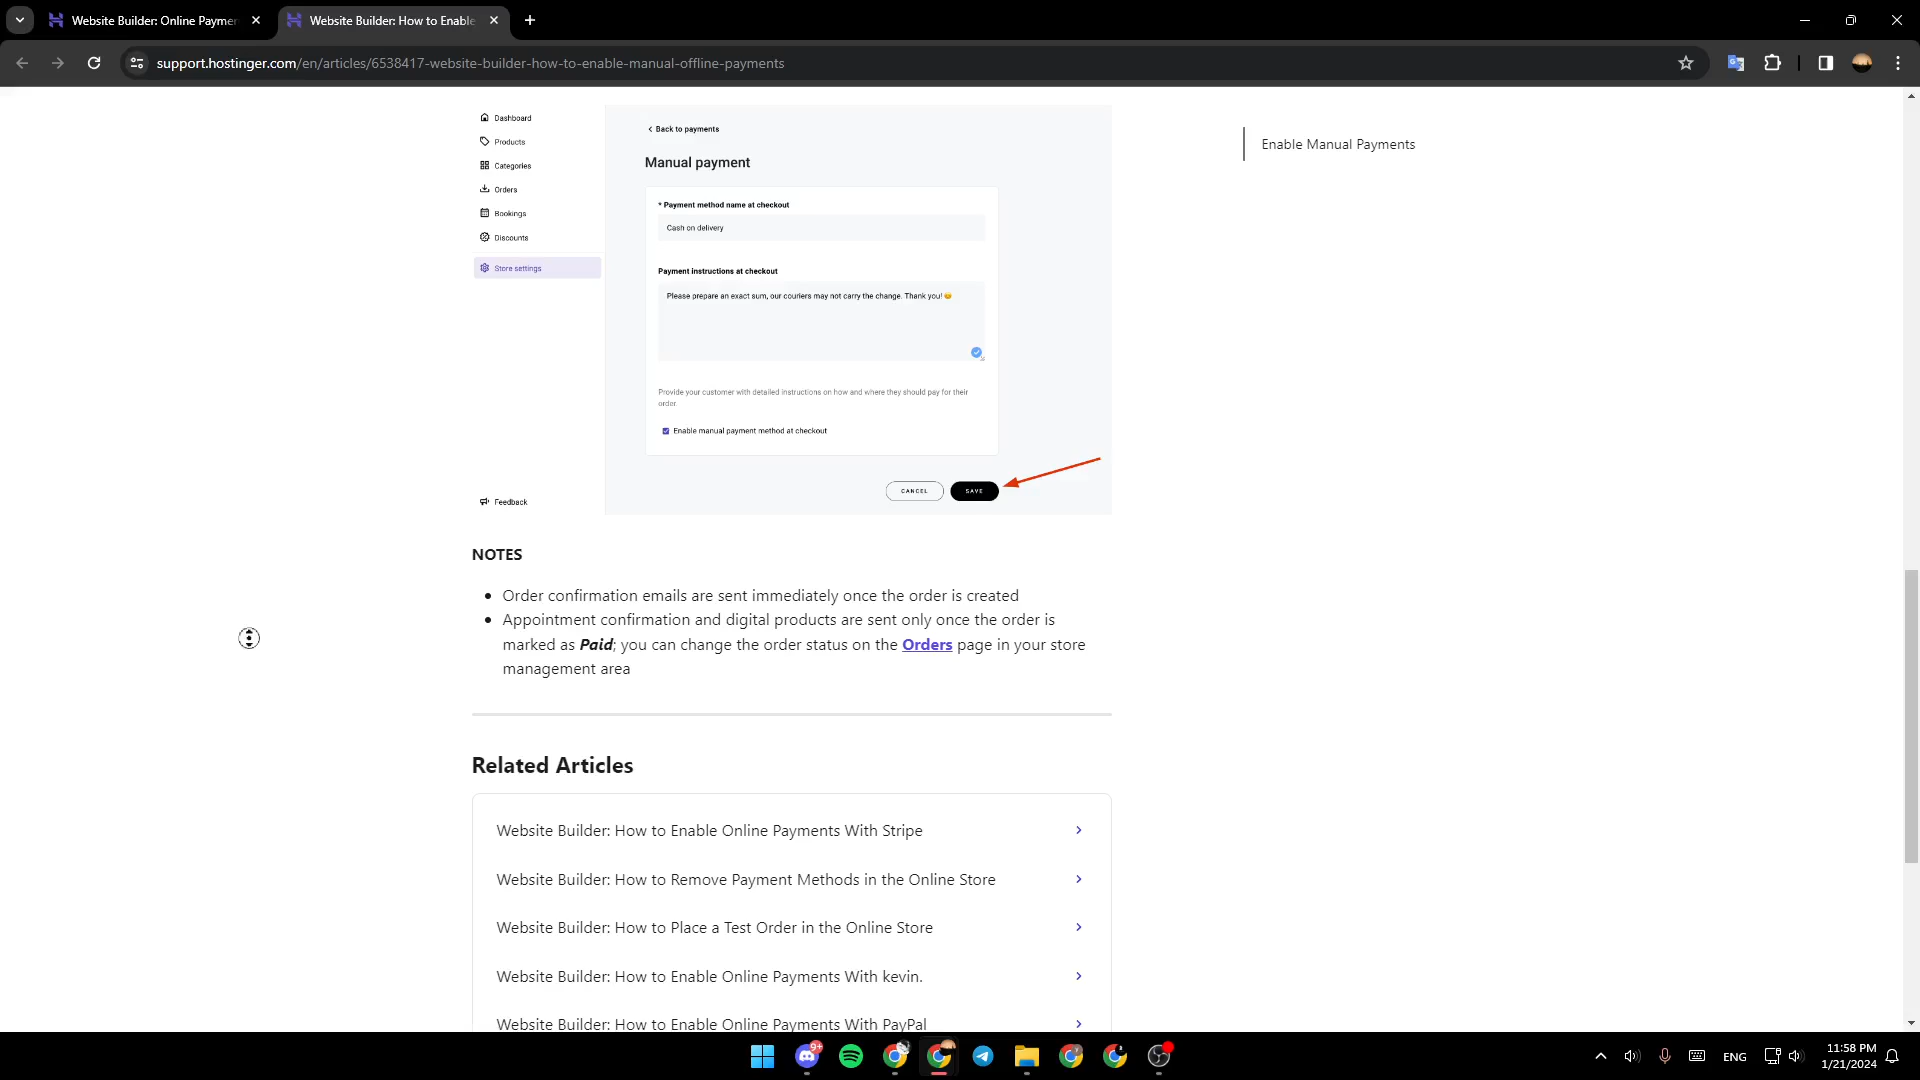 Website Builder: Online Paymen
Website Builder: How to Enable
support.hostinger.com/en/articles/6538417-website-builder-how-to-enable-manual-offline-payments
Dashboard
Products
Categories
Orders
Bookings
Discounts
Store settings
Feedback
Back to payments
Manual payment
* Payment method name at checkout
Cash on delivery
Payment instructions at checkout
Please prepare an exact sum, our couriers may not carry the change. Thank you! 😊
Provide your customer with detailed instructions on how and where they should pay for their
order.
Enable manual payment method at checkout
CANCEL
SAVE
Enable Manual Payments
NOTES
Order confirmation emails are sent immediately once the order is created
Appointment confirmation and digital products are sent only once the order is
marked as Paid; you can change the order status on the Orders page in your store
management area
Related Articles
Website Builder: How to Enable Online Payments With Stripe
Website Builder: How to Remove Payment Methods in the Online Store
Website Builder: How to Place a Test Order in the Online Store
Website Builder: How to Enable Online Payments With kevin.
Website Builder: How to Enable Online Payments With PayPal
9+
ENG
11:58 PM
1/21/2024